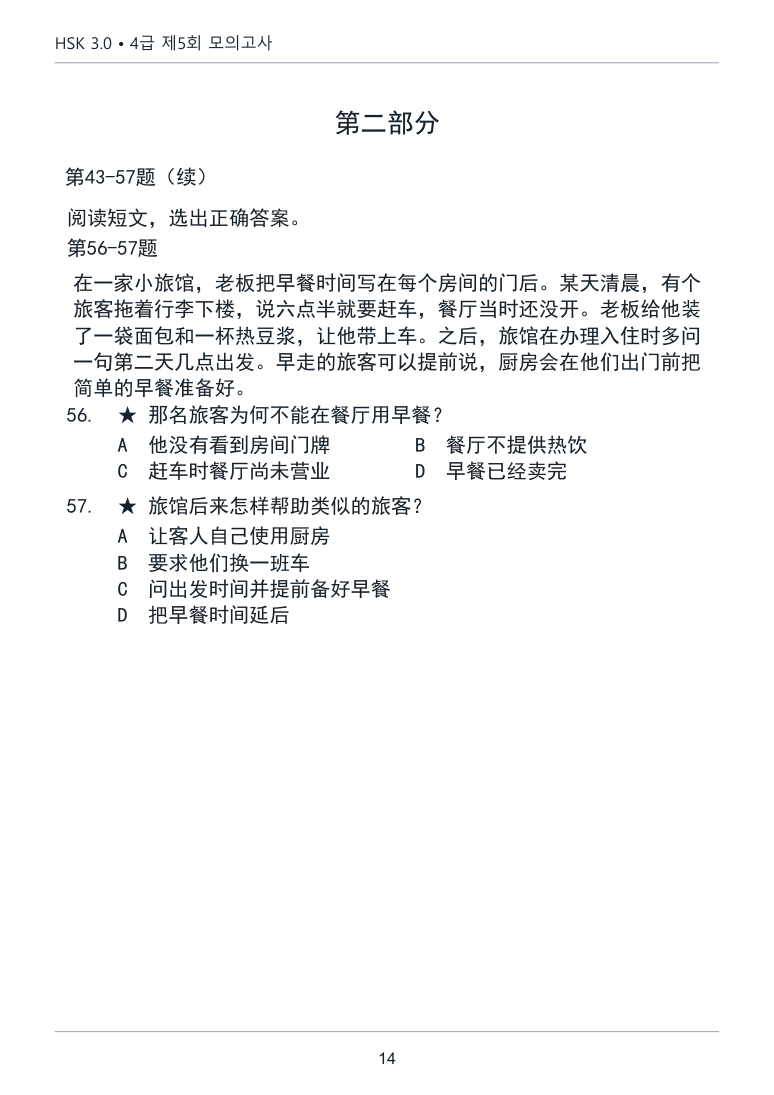 HSK 3.0 • 4급 제5회 모의고사
第二部分
第43-57题（续）
阅读短文，选出正确答案。
第56-57题
在一家小旅馆，老板把早餐时间写在每个房间的门后。某天清晨，有个
旅客拖着行李下楼，说六点半就要赶车，餐厅当时还没开。老板给他装
了一袋面包和一杯热豆浆，让他带上车。之后，旅馆在办理入住时多问
一句第二天几点出发。早走的旅客可以提前说，厨房会在他们出门前把
简单的早餐准备好。
56. ★ 那名旅客为何不能在餐厅用早餐？
A 他没有看到房间门牌 B 餐厅不提供热饮
C 赶车时餐厅尚未营业 D 早餐已经卖完
57. ★ 旅馆后来怎样帮助类似的旅客？
A 让客人自己使用厨房
B 要求他们换一班车
C 问出发时间并提前备好早餐
D 把早餐时间延后
14